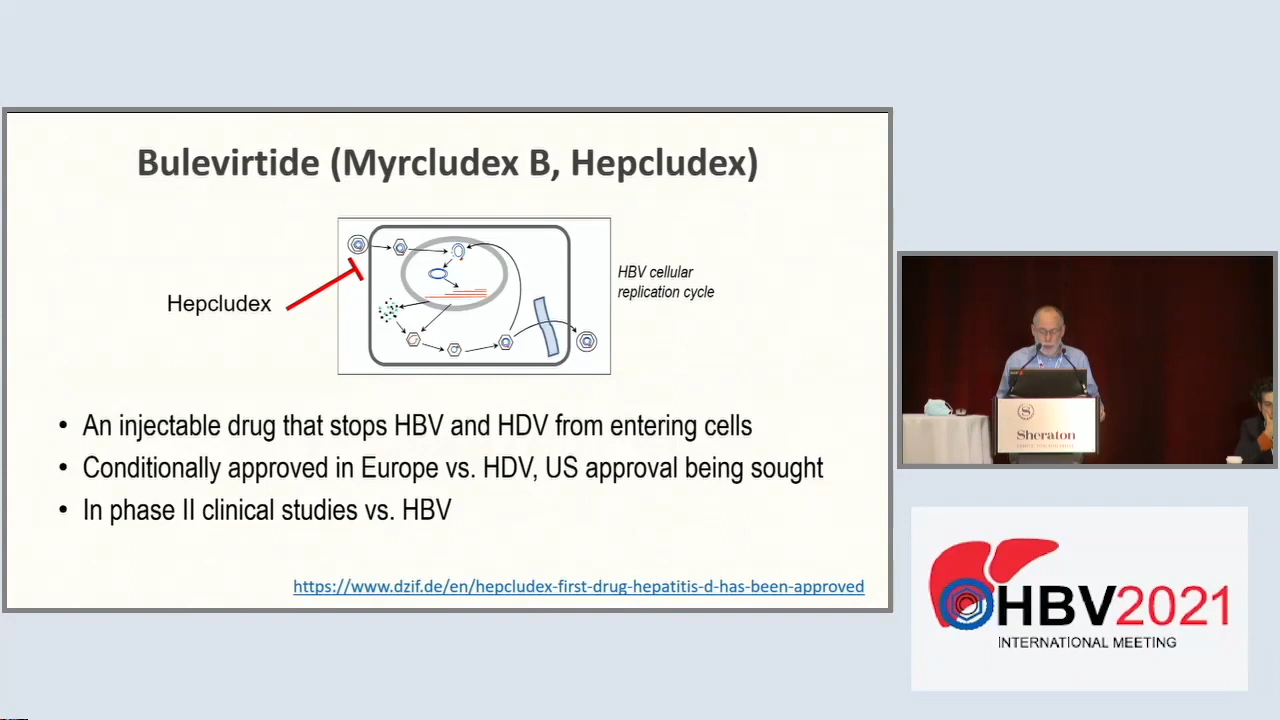 Bulevirtide (Myrcludex B, Hepcludex)
Hepcludex
HBV cellular
replication cycle
• An injectable drug that stops HBV and HDV from entering cells
• Conditionally approved in Europe vs. HDV, US approval being sought
• In phase II clinical studies vs. HBV
https://www.dzif.de/en/hepcludex-first-drug-hepatitis-d-has-been-approved
S
Sheraton
HBV2021
INTERNATIONAL MEETING